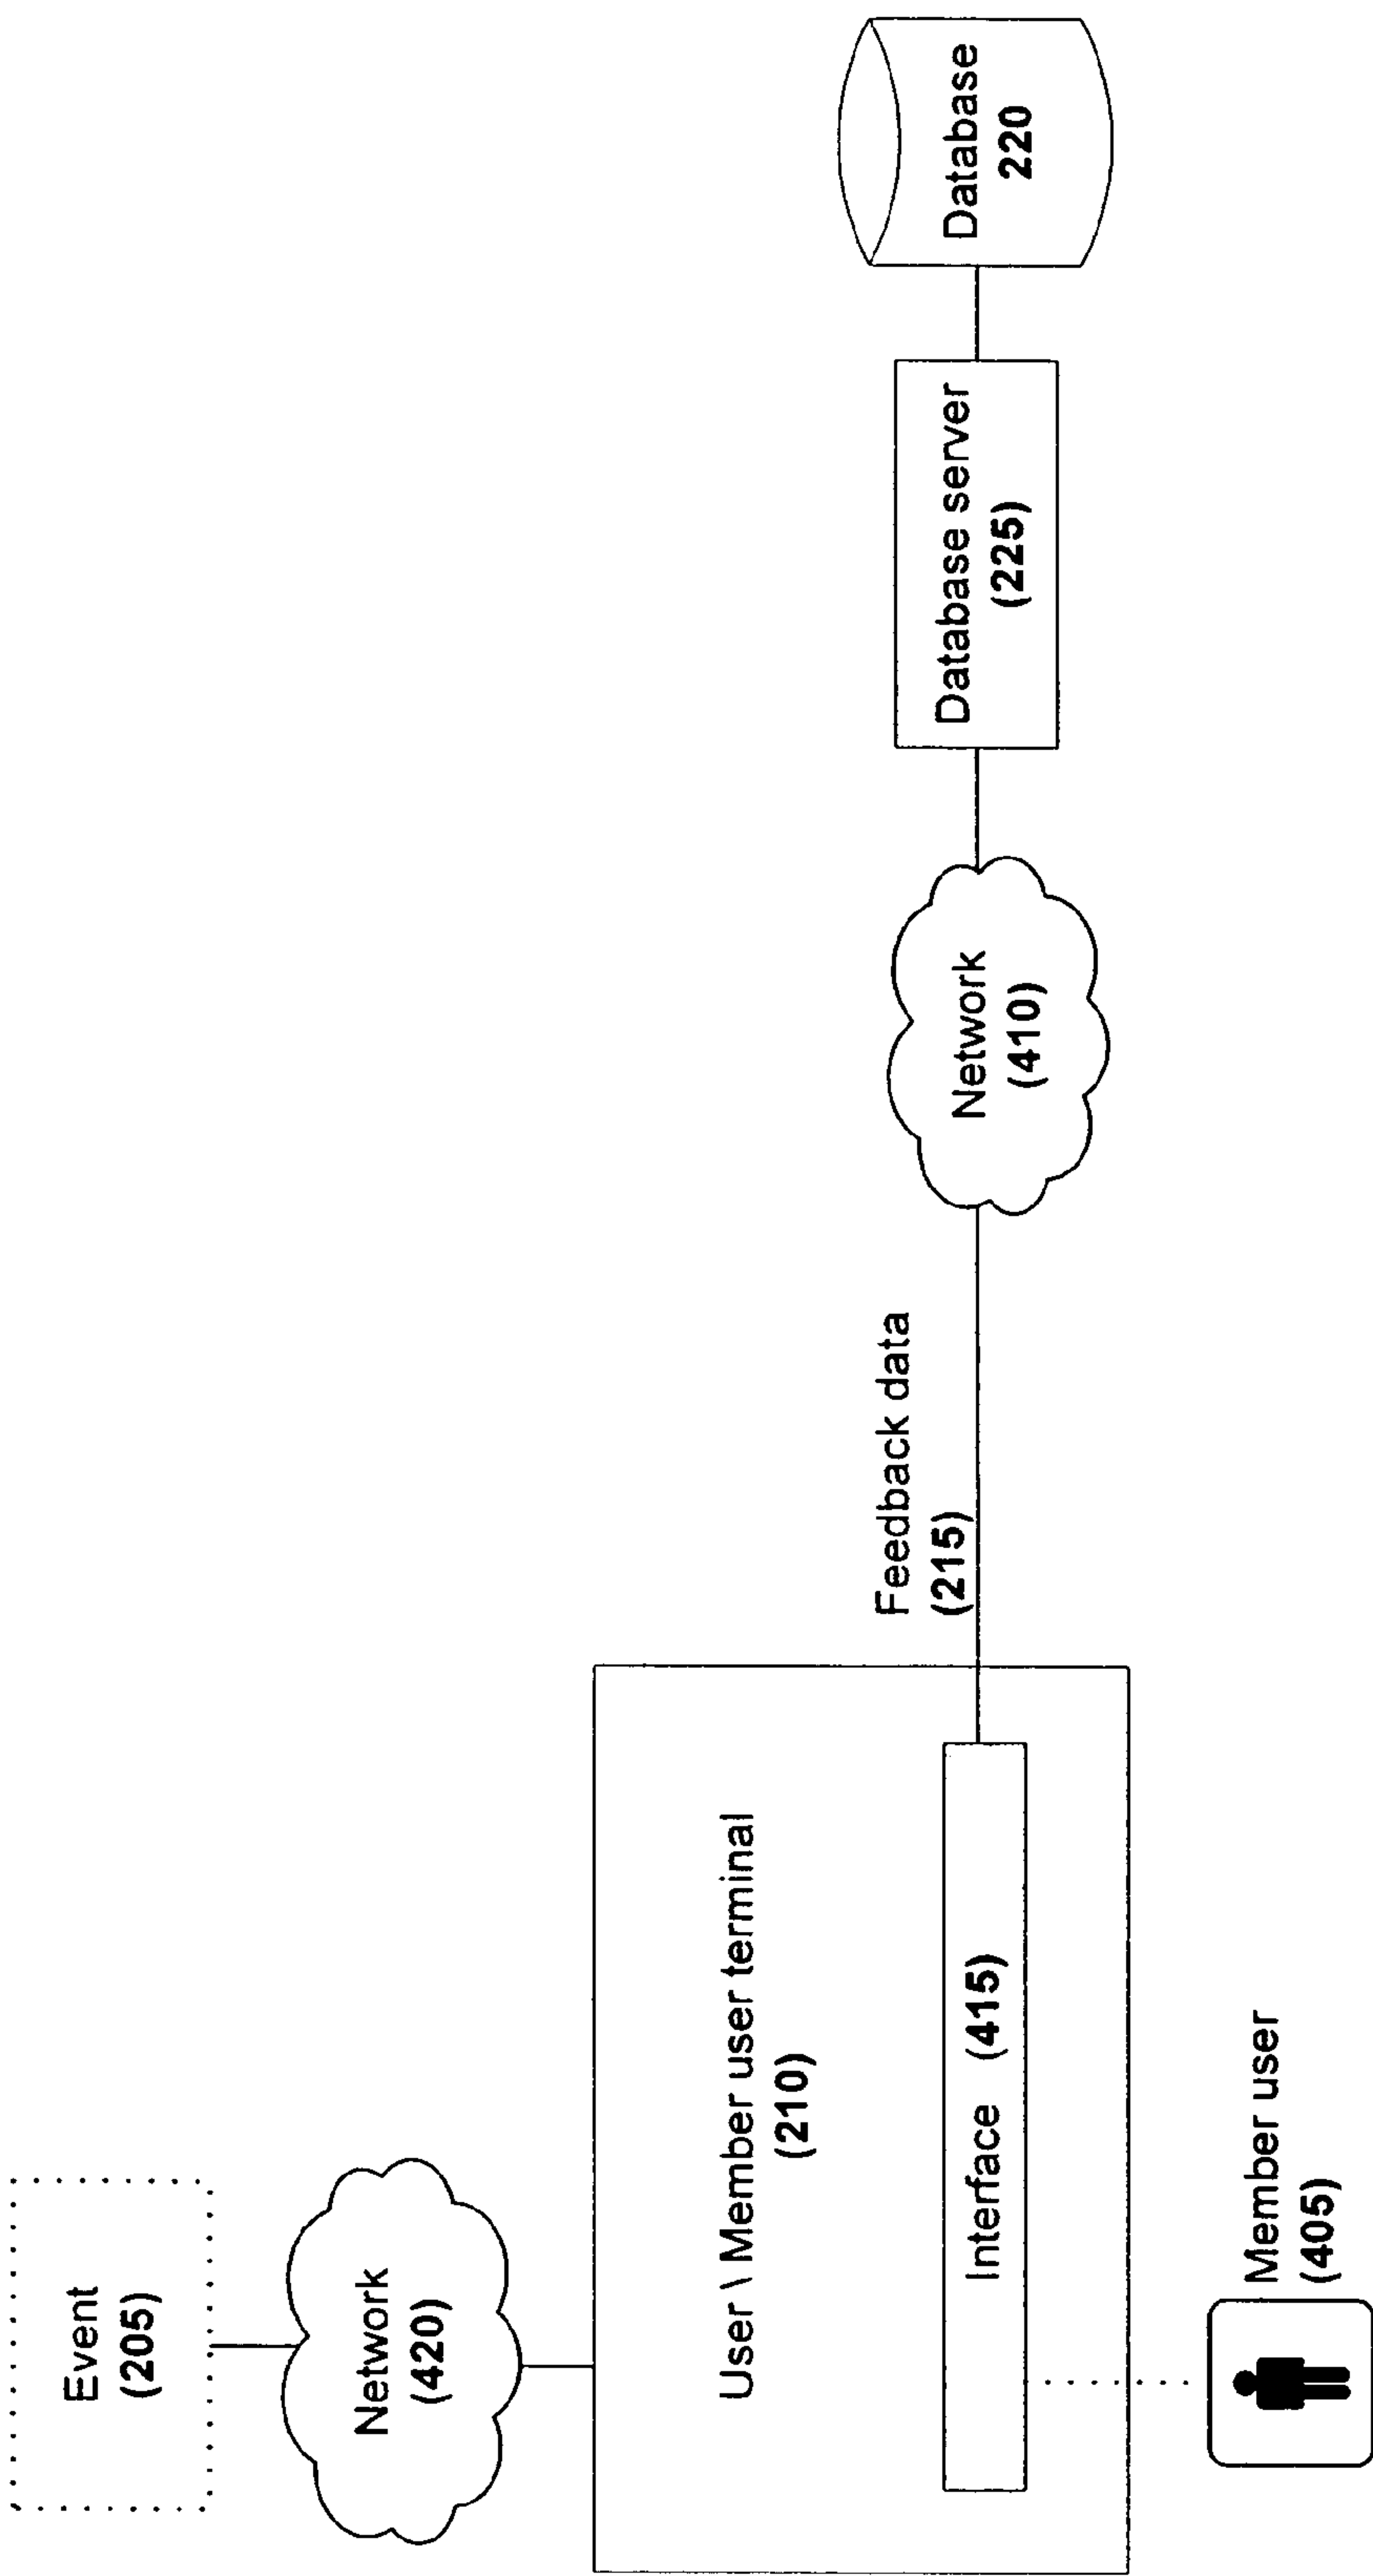 Event
(205)
Network
(420)
User \ Member user terminal
(210)
Interface (415)
Member user
(405)
Feedback data
(215)
Network
(410)
Database server
(225)
Database
220